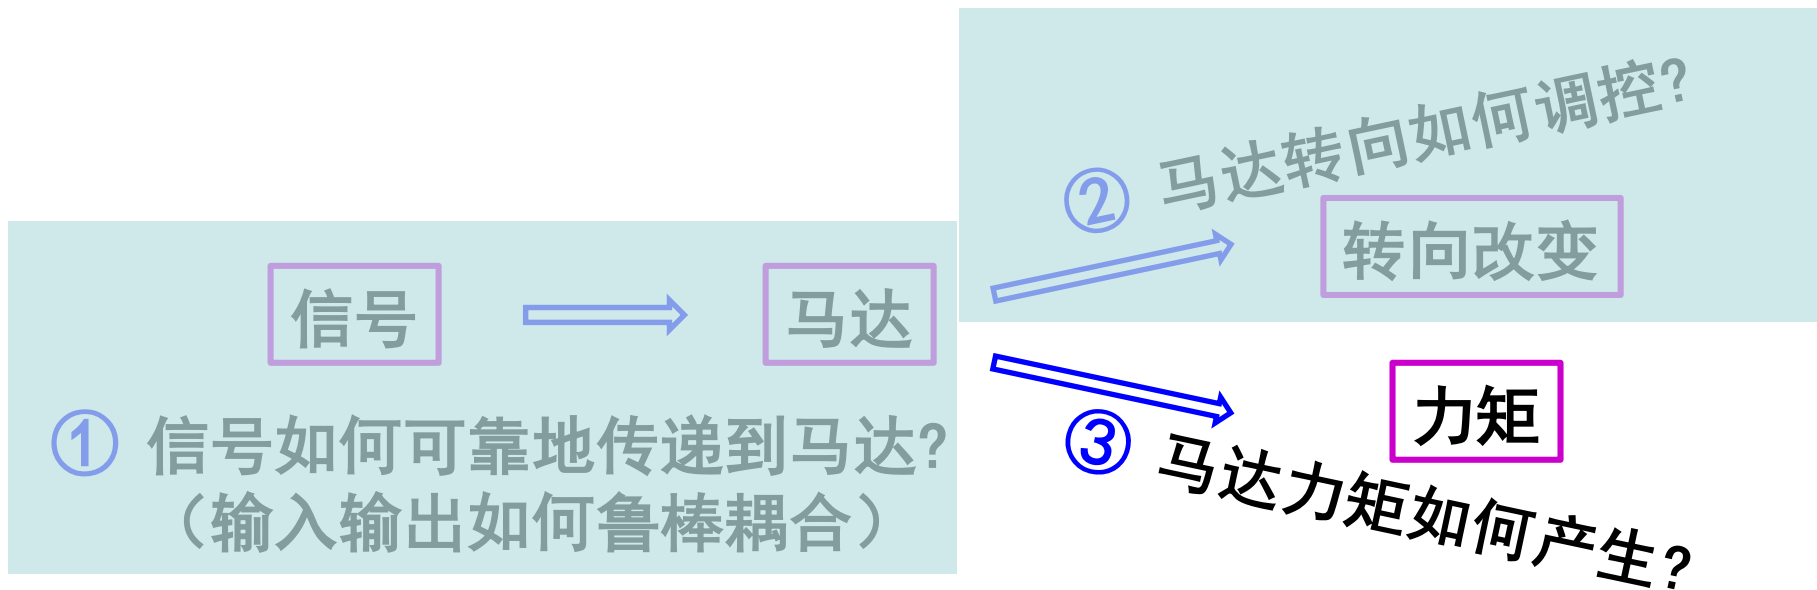 ② 马达转向如何调控?
转向改变
信号
马达
① 信号如何可靠地传递到马达?
（输入输出如何鲁棒耦合）
力矩
③ 马达力矩如何产生?